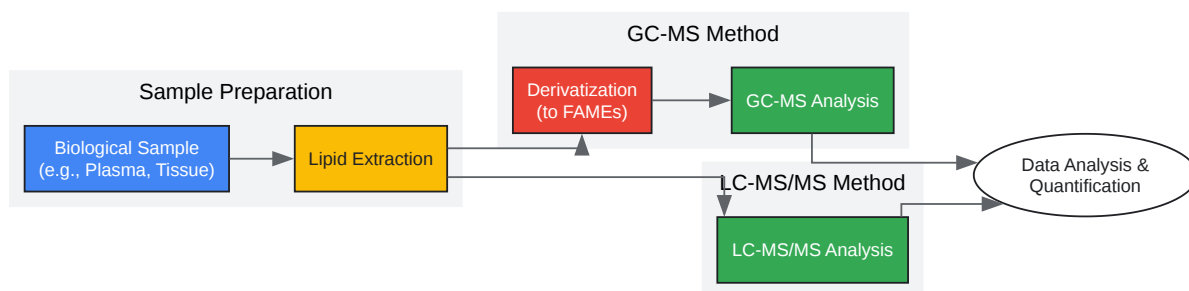 GC-MS Method
Sample Preparation
Derivatization
(to FAMEs)
GC-MS Analysis
Biological Sample
(e.g., Plasma, Tissue)
Lipid Extraction
LC-MS/MS Method
LC-MS/MS Analysis
Data Analysis &
Quantification